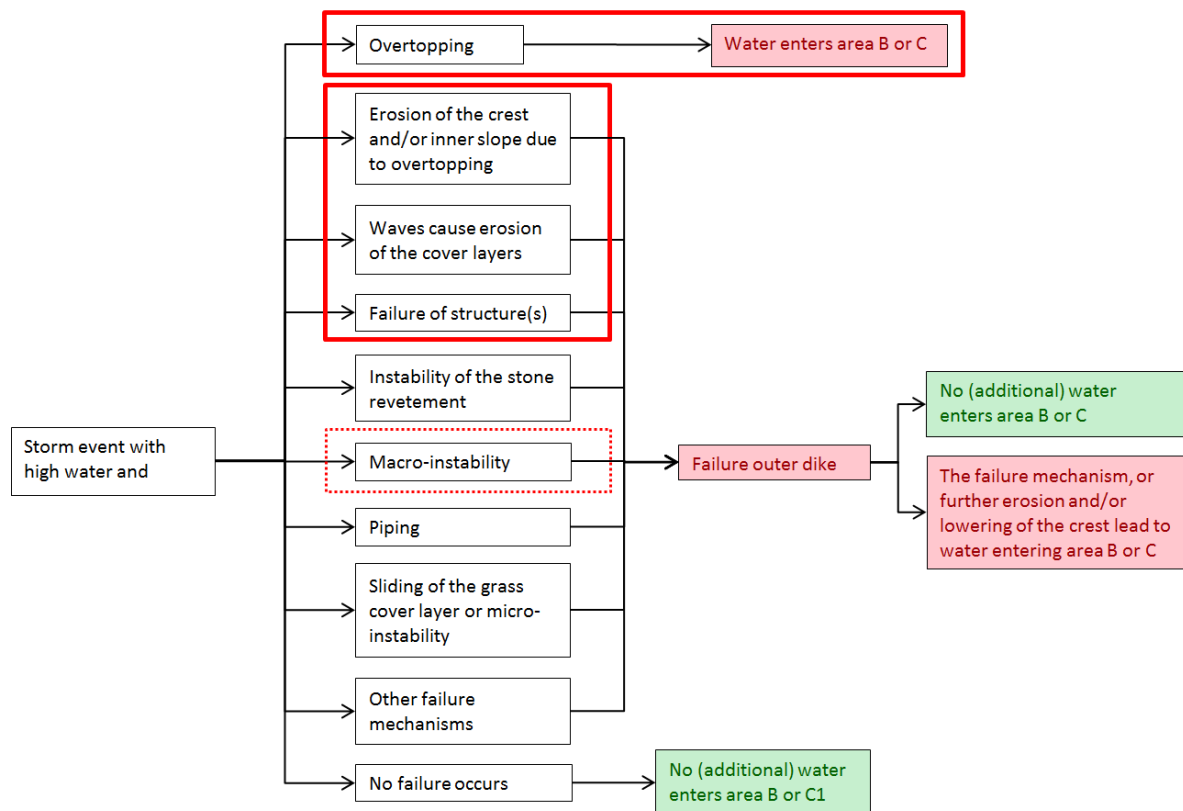 Overtopping
Water enters area B or C
Erosion of the crest
and/or inner slope due
to overtopping
Waves cause erosion
of the cover layers
Failure of structure(s)
Instability of the stone
revetement
No (additional) water
enters area B or C
Storm event with
high water and
Macro-instability
Failure outer dike
The failure mechanism, or
further erosion and/or
lowering of the crest lead to
water entering area B or C
Piping
Sliding of the grass
cover layer or micro-
instability
Other failure
mechanisms
No failure occurs
No (additional) water
enters area B or C1